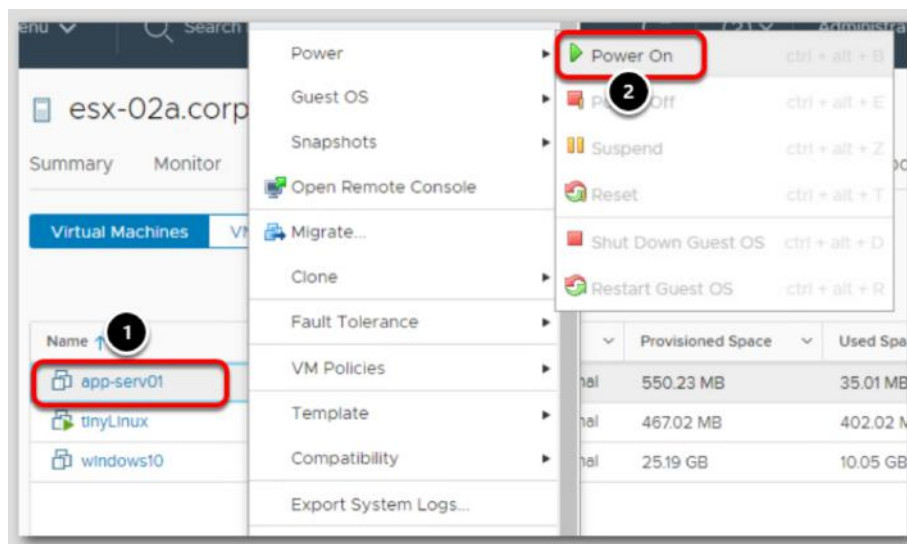 enu
Search
Administra
esx-02a.corp
Summary Monitor
Virtual Machines VM
Power
Guest OS
Snapshots
Open Remote Console
Migrate...
Clone
Fault Tolerance
VM Policies
Template
Compatibility
Export System Logs...
Power On ctrl + alt + B
2
Power Off ctrl + alt + E
Suspend ctrl + alt + Z
Reset ctrl + alt + T
Shut Down Guest OS ctrl + alt + D
Restart Guest OS ctrl + alt + R
1
Name Provisioned Space Used Spa
app-serv01 nal 550.23 MB 35.01 MB
tinyLinux nal 467.02 MB 402.02 M
windows10 nal 25.19 GB 10.05 GB